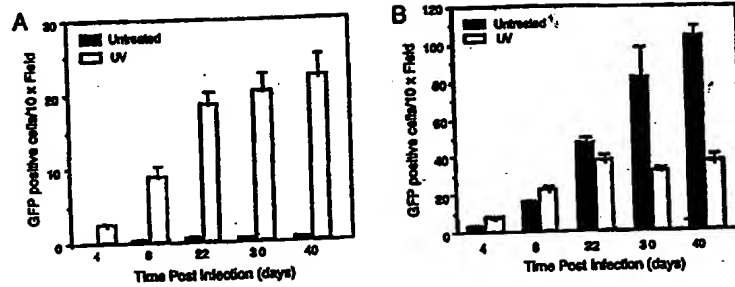 A
GFP positive cells/10 x Field
30
20
10
0
Untreated
UV
4 8 22 30 40
Time Post Infection (days)
B
GFP positive cells/10 x Field
120
100
80
60
40
20
0
Untreated
UV
4 8 22 30 40
Time Post Infection (days)